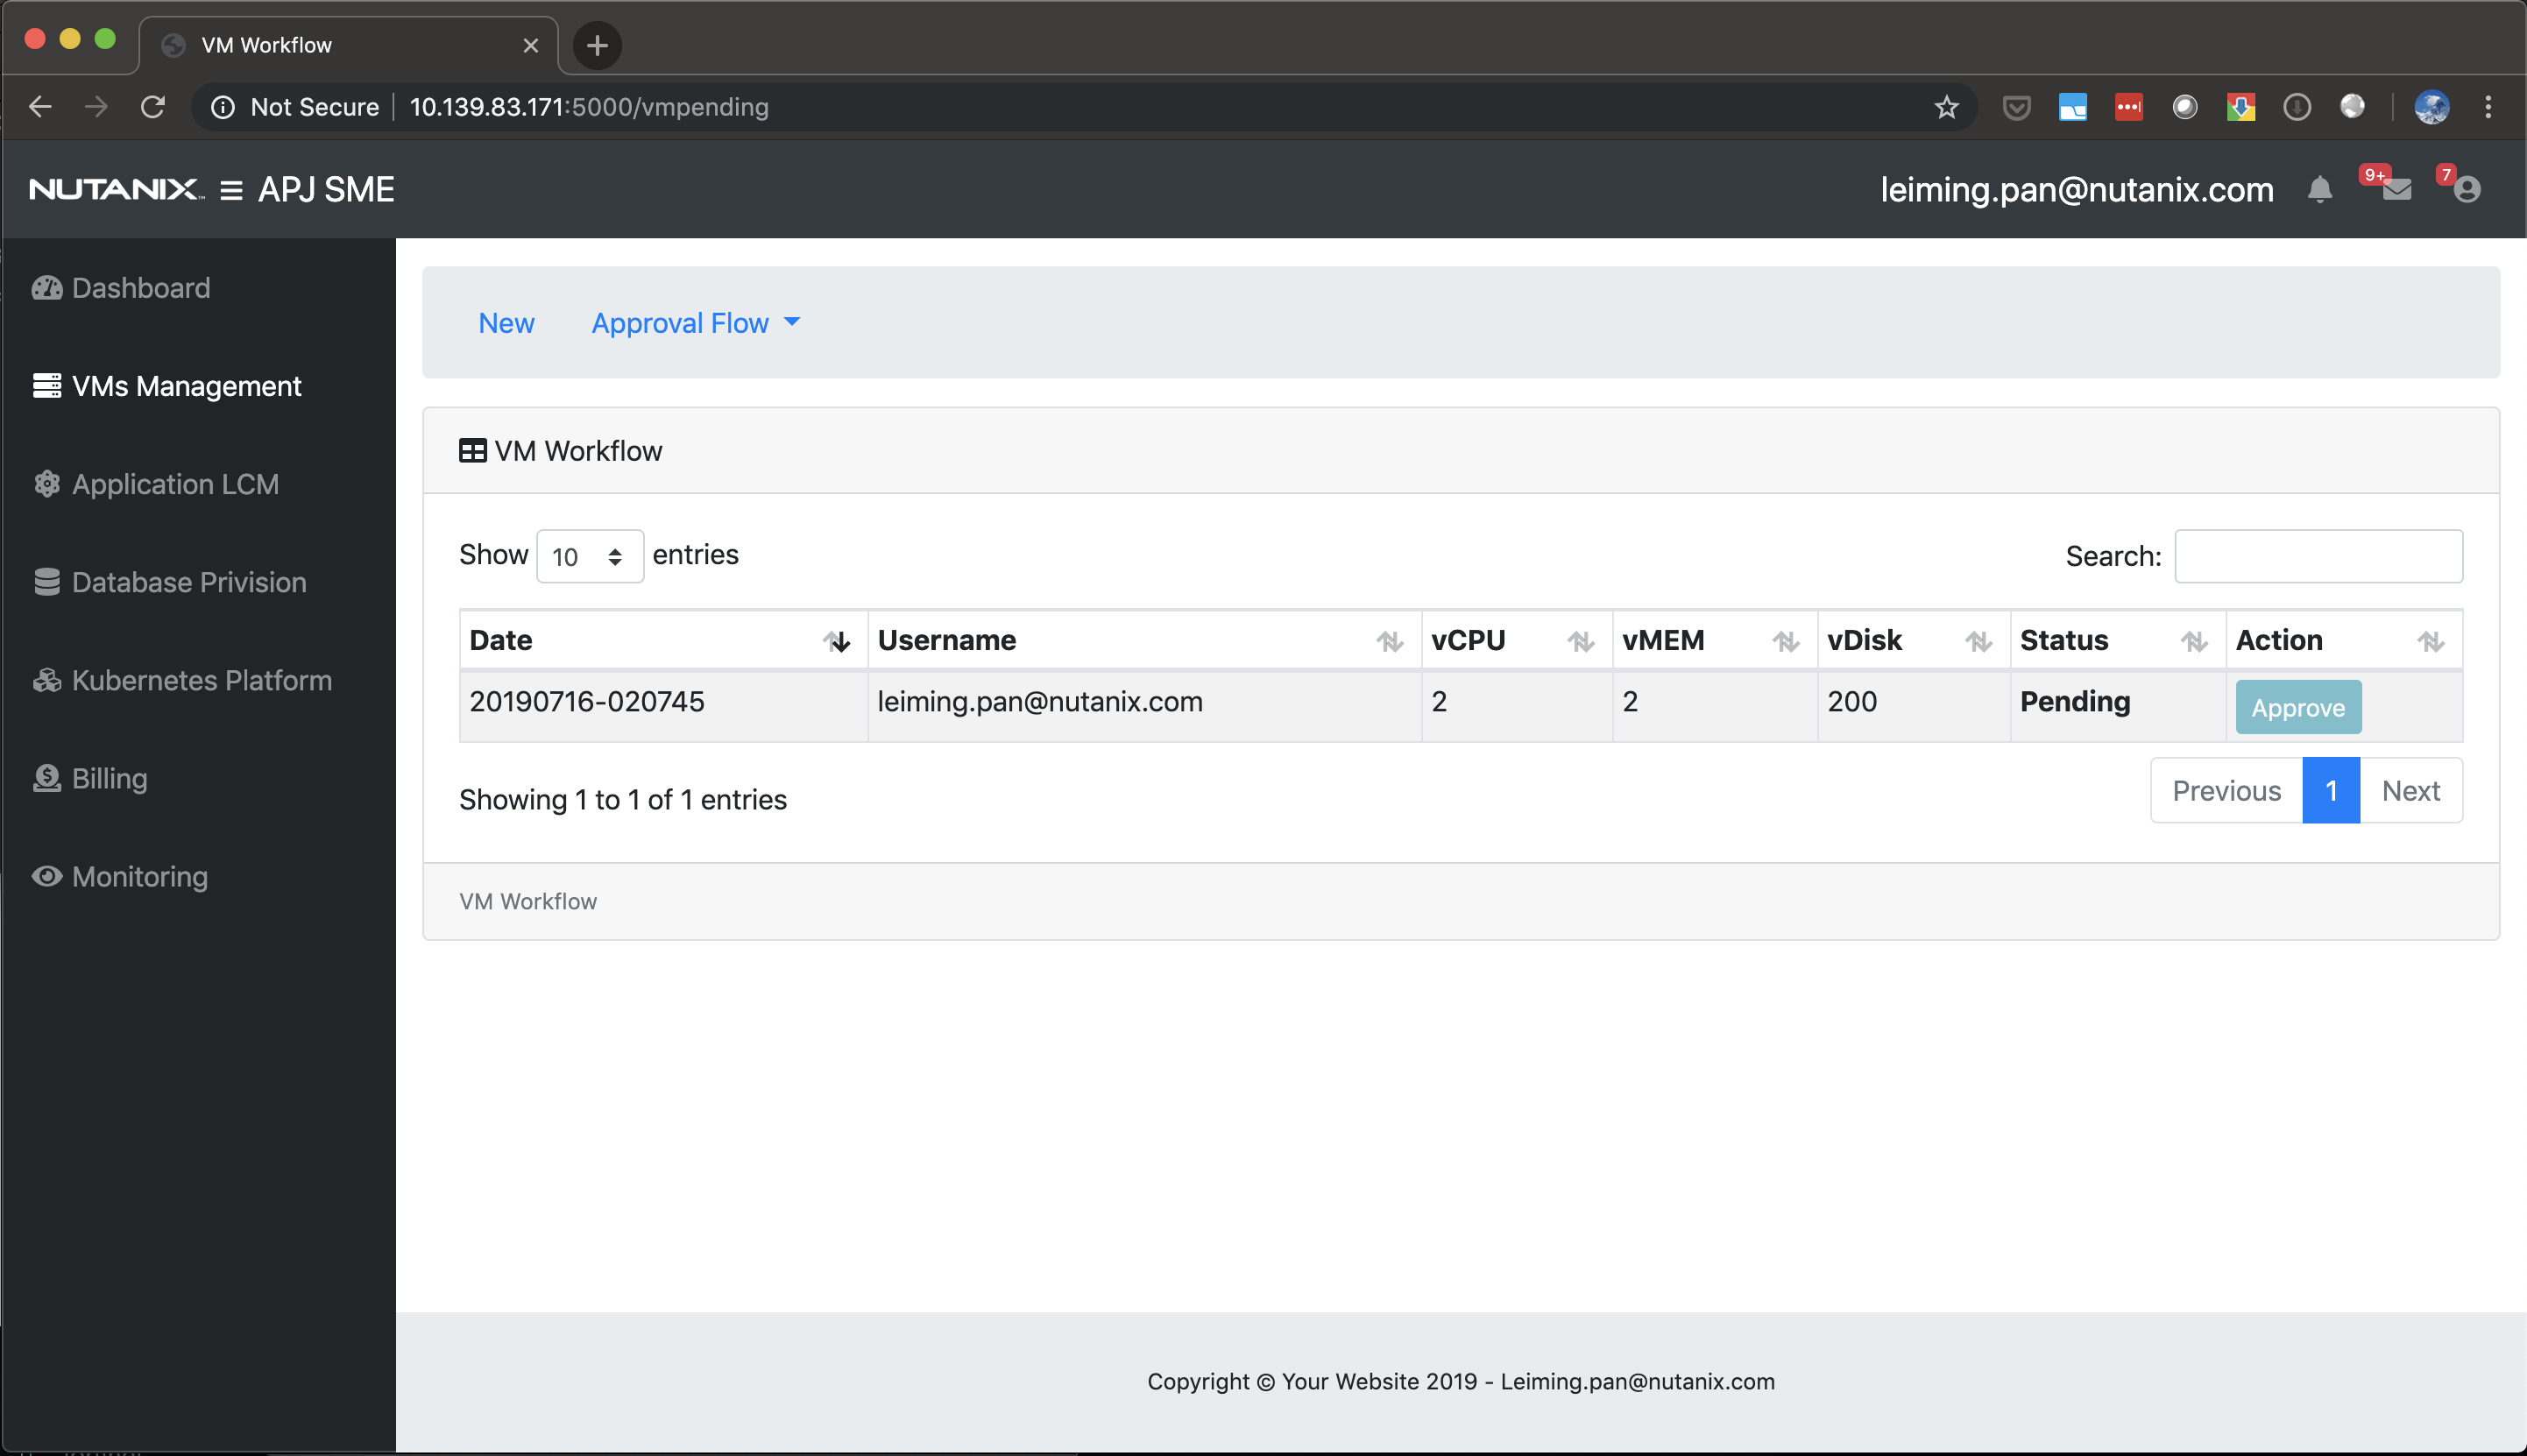 VM Workflow
Not Secure 10.139.83.171:5000/vmpending
NUTANIX™ APJ SME
leiming.pan@nutanix.com 9+ 7
Dashboard
VMs Management
Application LCM
Database Privision
Kubernetes Platform
Billing
Monitoring
New Approval Flow
VM Workflow
Show 10 entries Search:
Date Username vCPU vMEM vDisk Status Action
20190716-020745 leiming.pan@nutanix.com 2 2 200 Pending Approve
Showing 1 to 1 of 1 entries
Previous 1 Next
VM Workflow
Copyright © Your Website 2019 - Leiming.pan@nutanix.com